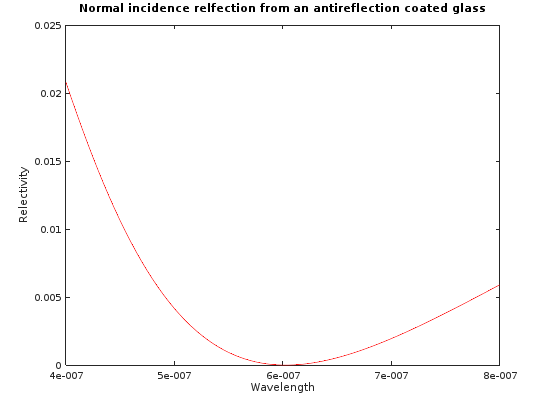 Normal incidence relfection from an antireflection coated glass
0.025
0.02
0.015
0.01
0.005
0
Relectivity
4e-007 5e-007 6e-007 7e-007 8e-007
Wavelength